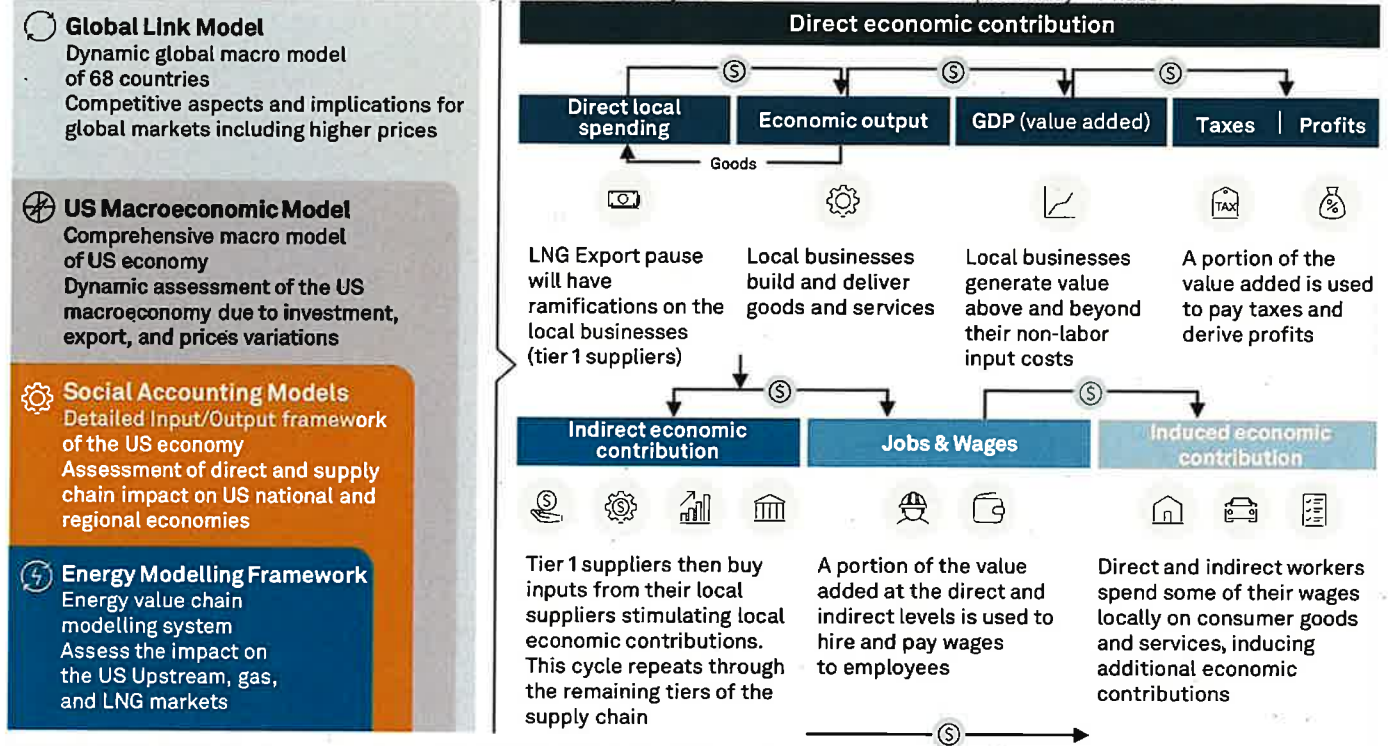 Global Link Model
Dynamic global macro model
of 68 countries
Competitive aspects and implications for
global markets including higher prices
US Macroeconomic Model
Comprehensive macro model
of US economy
Dynamic assessment of the US
macroeconomy due to investment,
export, and prices variations
Social Accounting Models
Detailed Input/Output framework
of the US economy
Assessment of direct and supply
chain impact on US national and
regional economies
Energy Modelling Framework
Energy value chain
modelling system
Assess the impact on
the US Upstream, gas,
and LNG markets
Direct economic contribution
$ $ $
Direct local
spending
Economic output
GDP (value added)
Taxes | Profits
Goods
TAX
%
LNG Export pause
will have
ramifications on the
local businesses
(tier 1 suppliers)
Local businesses
build and deliver
goods and services
Local businesses
generate value
above and beyond
their non-labor
input costs
A portion of the
value added is used
to pay taxes and
derive profits
$ $
Indirect economic
contribution
Jobs & Wages
Induced economic
contribution
$ $
Tier 1 suppliers then buy
inputs from their local
suppliers stimulating local
economic contributions.
This cycle repeats through
the remaining tiers of the
supply chain
A portion of the value
added at the direct and
indirect levels is used to
hire and pay wages
to employees
Direct and indirect workers
spend some of their wages
locally on consumer goods
and services, inducing
additional economic
contributions
$